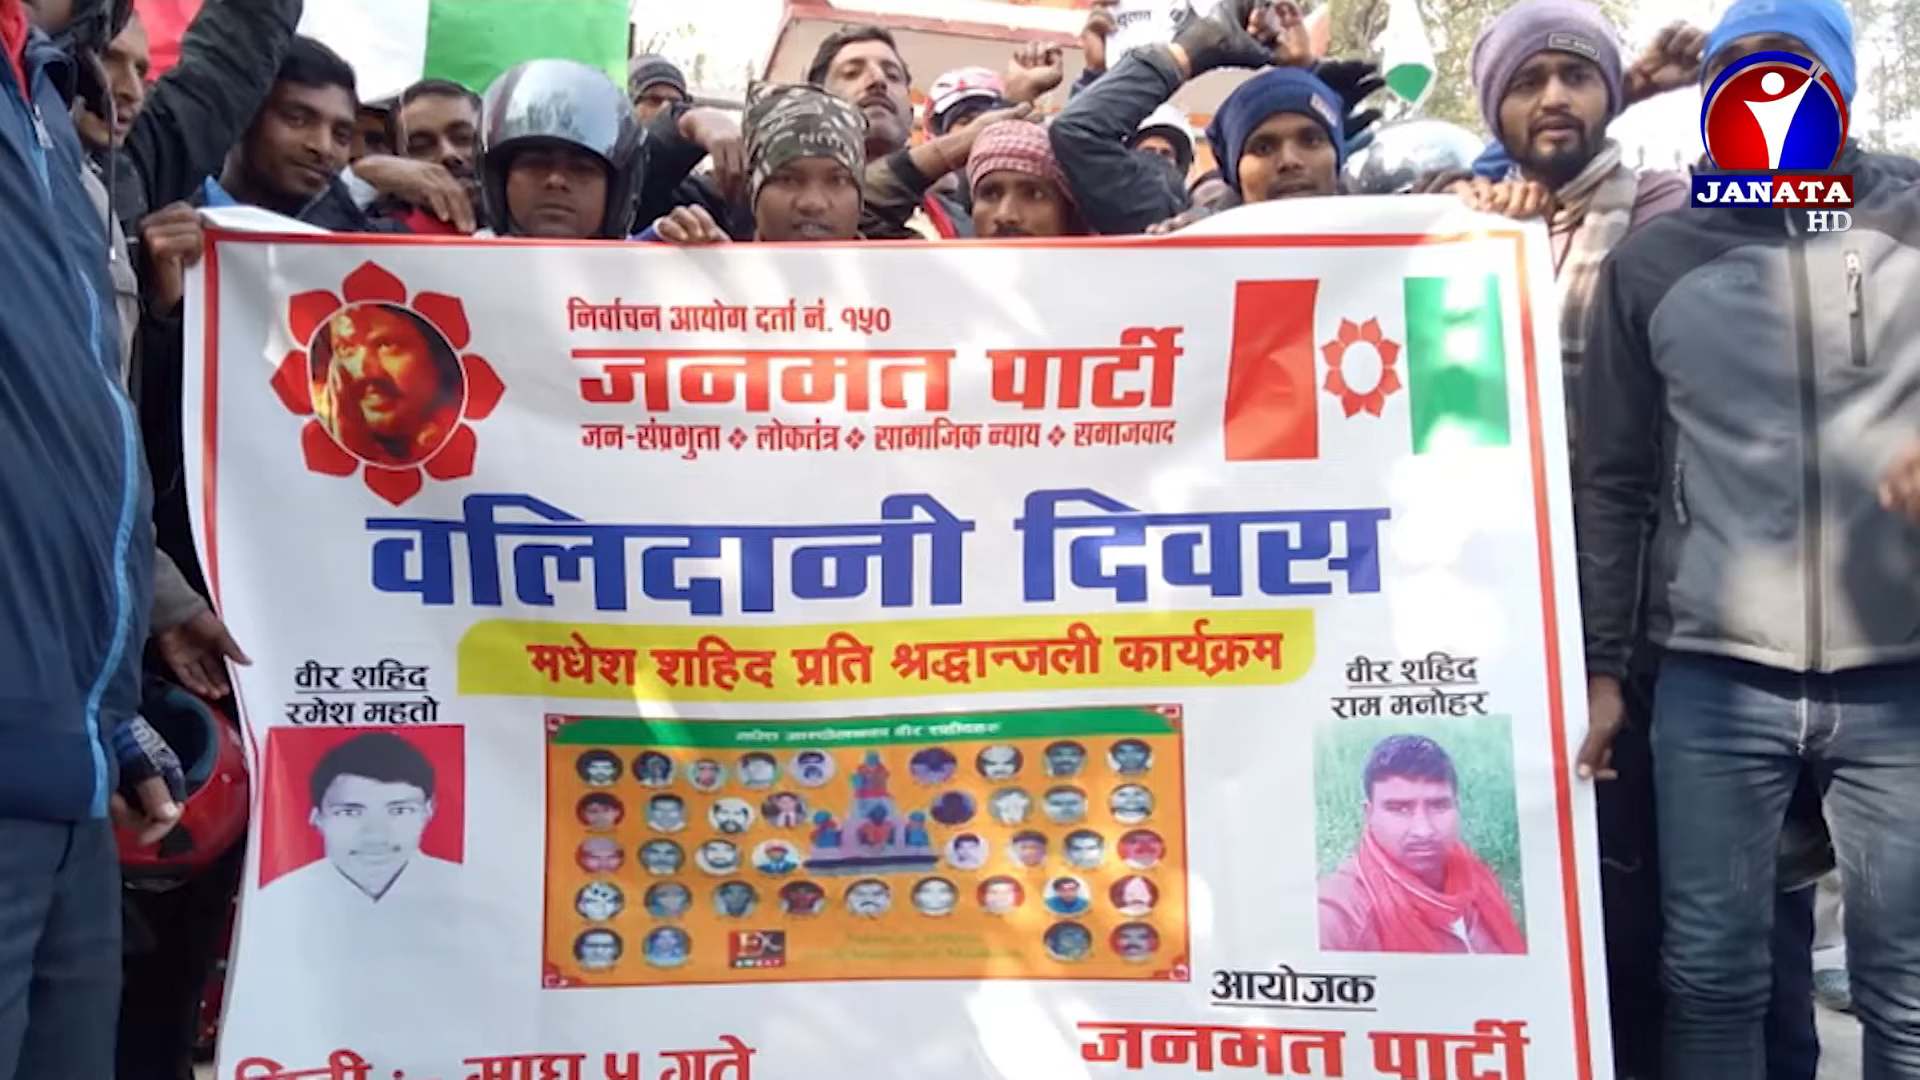 JANATA
HD
निर्वाचन आयोग दर्ता नं. १५०
जनमत पार्टी
जन-संप्रभुता ❖ लोकतंत्र ❖ सामाजिक न्याय ❖ समाजवाद
वलिदानी दिवस
मधेश शहिद प्रति श्रद्धान्जली कार्यक्रम
वीर शहिद
रमेश महतो
वीर शहिद
राम मनोहर
आयोजक
जनमत पार्टी
माघ ५ गते